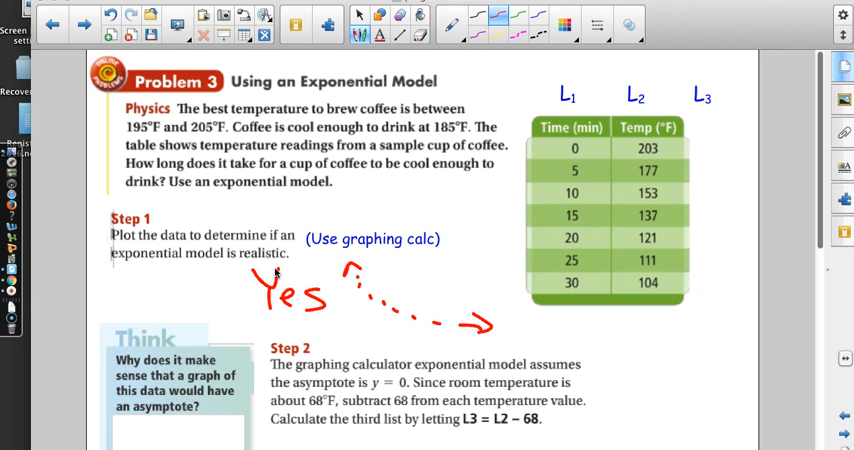 Screen
setti
Recover
Regist
6.
ONLINE
PROBLEMS
Problem 3 Using an Exponential Model
L1 L2 L3
Physics The best temperature to brew coffee is between
195°F and 205°F. Coffee is cool enough to drink at 185°F. The
table shows temperature readings from a sample cup of coffee.
How long does it take for a cup of coffee to be cool enough to
drink? Use an exponential model.
Time (min) Temp (°F)
0 203
5 177
10 153
15 137
20 121
25 111
30 104
Step 1
Plot the data to determine if an
exponential model is realistic.
(Use graphing calc)
Yes
Think
Why does it make
sense that a graph of
this data would have
an asymptote?
Step 2
The graphing calculator exponential model assumes
the asymptote is y = 0. Since room temperature is
about 68°F, subtract 68 from each temperature value.
Calculate the third list by letting L3 = L2 − 68.